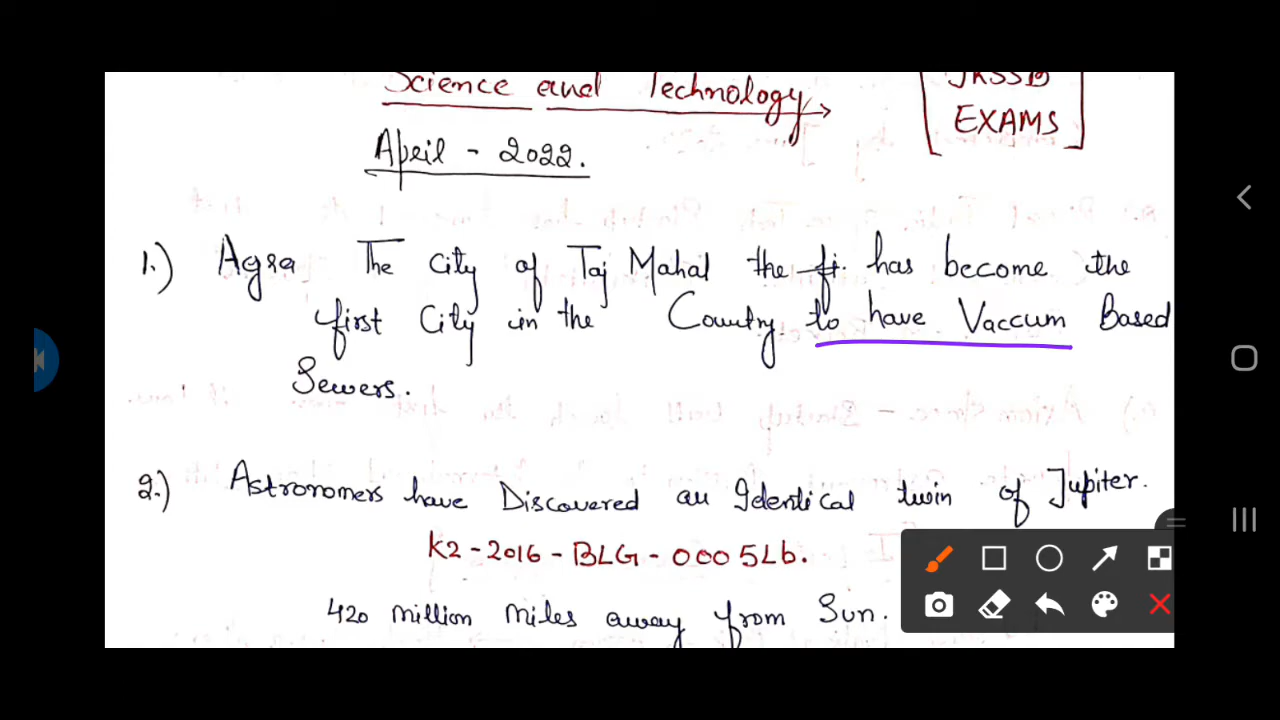 Science and Technology
JKSSB
EXAMS
April - 2022.
1.) Agra The City of Taj Mahal the fi. has become the
first City in the Country to have Vaccum Based
Sewers.
2.) Astronomers have Discovered an Identical twin of Jupiter.
K2-2016-BLG-0005Lb.
420 million miles away from Sun.